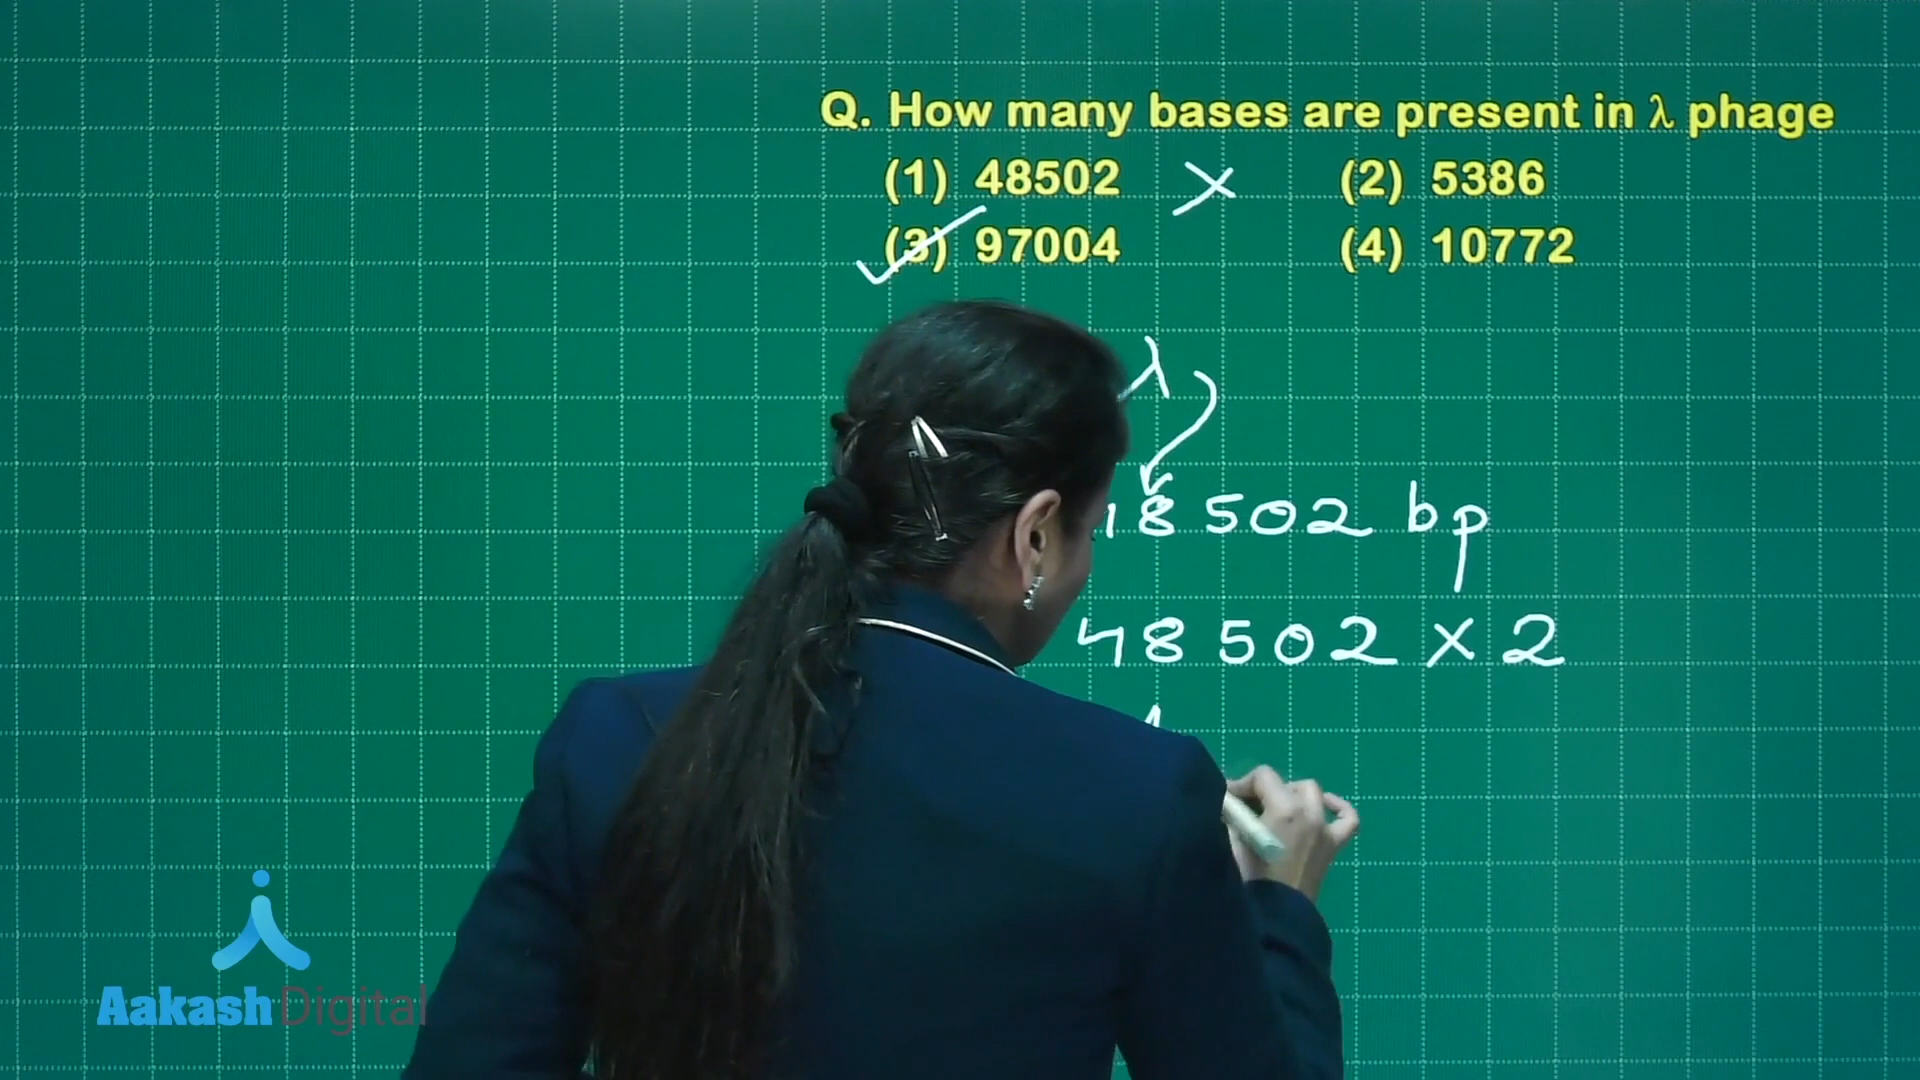 Q. How many bases are present in λ phage
(1) 48502 X (2) 5386
(3) 97004 (4) 10772
λ
18502 bp
48502 X 2
Aakash Digital